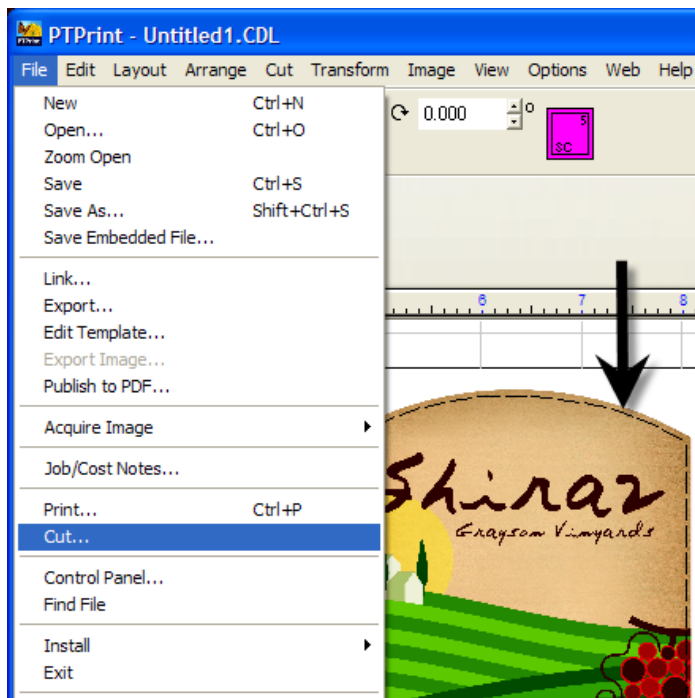 PTPrint - Untitled1.CDL
File Edit Layout Arrange Cut Transform Image View Options Web Help
New Ctrl+N
Open... Ctrl+O
Zoom Open
Save Ctrl+S
Save As... Shift+Ctrl+S
Save Embedded File...
Link...
Export...
Edit Template...
Export Image...
Publish to PDF...
Acquire Image
Job/Cost Notes...
Print... Ctrl+P
Cut...
Control Panel...
Find File
Install
Exit
0.000 °
5
SC
6 7 8
Shiraz
Grayson Vinyards